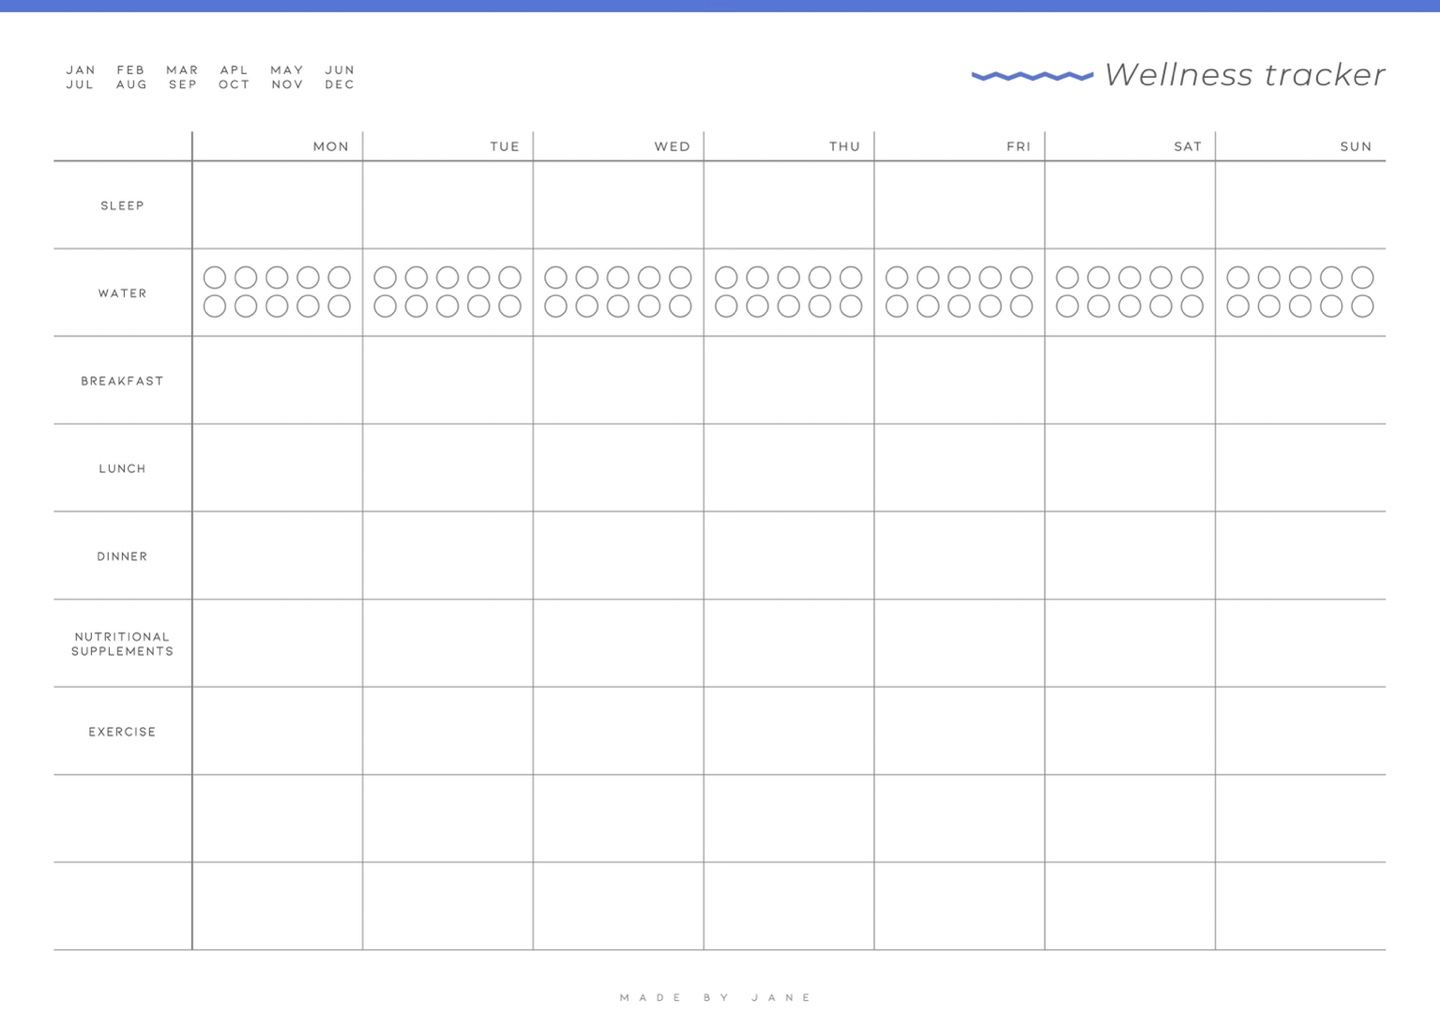 JAN FEB MAR APL MAY JUN
JUL AUG SEP OCT NOV DEC
Wellness tracker
MON TUE WED THU FRI SAT SUN
SLEEP
WATER
BREAKFAST
LUNCH
DINNER
NUTRITIONAL
SUPPLEMENTS
EXERCISE
MADE BY JANE